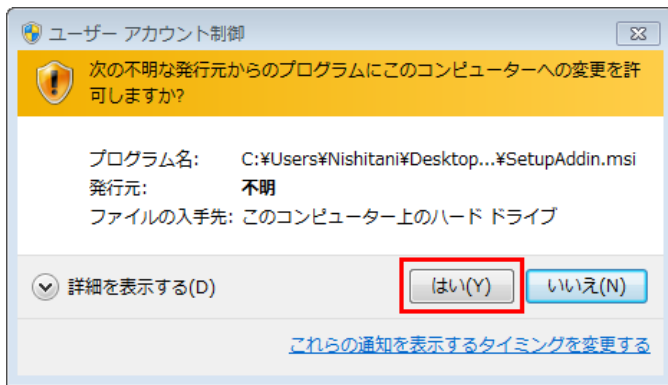 ユーザー アカウント制御
次の不明な発行元からのプログラムにこのコンピューターへの変更を許
可しますか?
プログラム名: C:¥Users¥Nishitani¥Desktop...¥SetupAddin.msi
発行元: 不明
ファイルの入手先: このコンピューター上のハード ドライブ
詳細を表示する(D) はい(Y) いいえ(N)
これらの通知を表示するタイミングを変更する